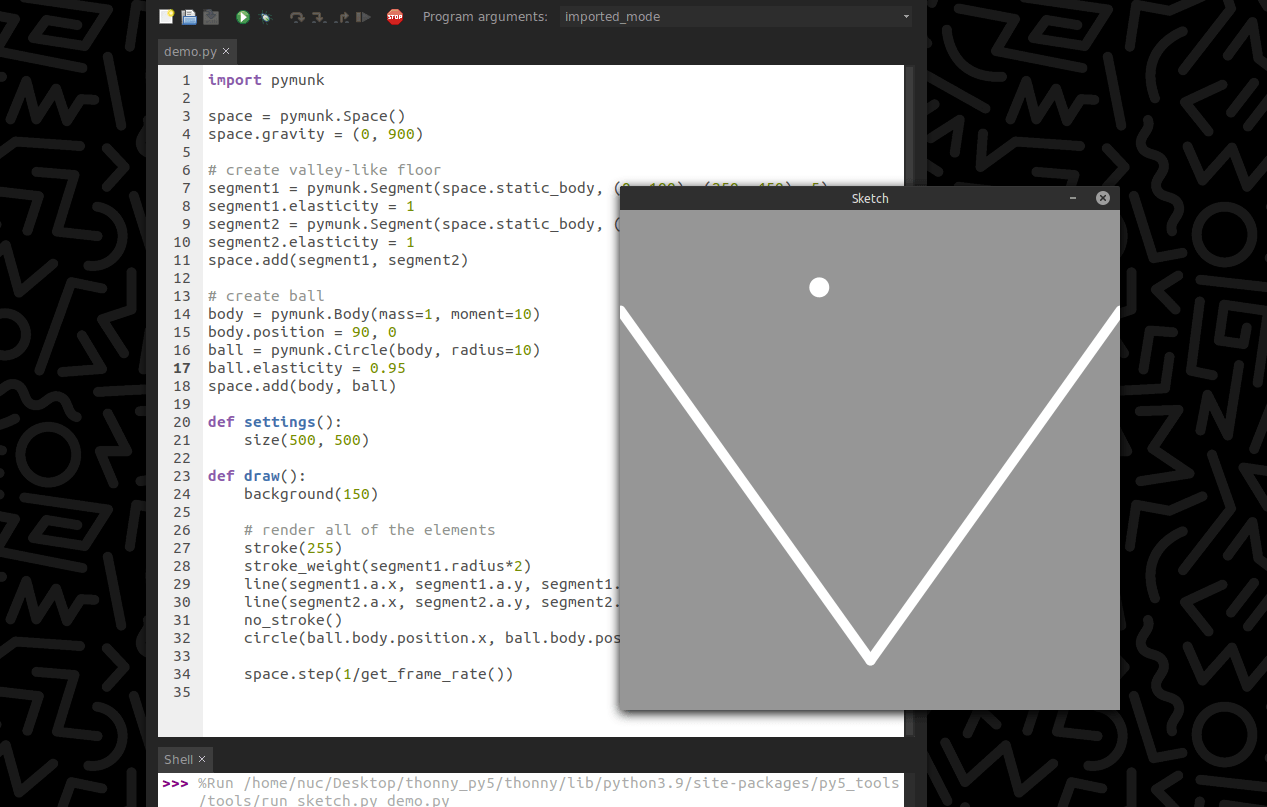 STOP Program arguments: imported_mode
demo.py ×
1 import pymunk
2
3 space = pymunk.Space()
4 space.gravity = (0, 900)
5
6 # create valley-like floor
7 segment1 = pymunk.Segment(space.static_body, (0, 100), (250, 450), 5)
Sketch
8 segment1.elasticity = 1
9 segment2 = pymunk.Segment(space.static_body, (
10 segment2.elasticity = 1
11 space.add(segment1, segment2)
12
13 # create ball
14 body = pymunk.Body(mass=1, moment=10)
15 body.position = 90, 0
16 ball = pymunk.Circle(body, radius=10)
17 ball.elasticity = 0.95
18 space.add(body, ball)
19
20 def settings():
21     size(500, 500)
22
23 def draw():
24     background(150)
25
26     # render all of the elements
27     stroke(255)
28     stroke_weight(segment1.radius*2)
29     line(segment1.a.x, segment1.a.y, segment1.
30     line(segment2.a.x, segment2.a.y, segment2.
31     no_stroke()
32     circle(ball.body.position.x, ball.body.pos
33
34     space.step(1/get_frame_rate())
35
Shell ×
>>> %Run /home/nuc/Desktop/thonny_py5/thonny/lib/python3.9/site-packages/py5_tools
/tools/run_sketch.py demo.py